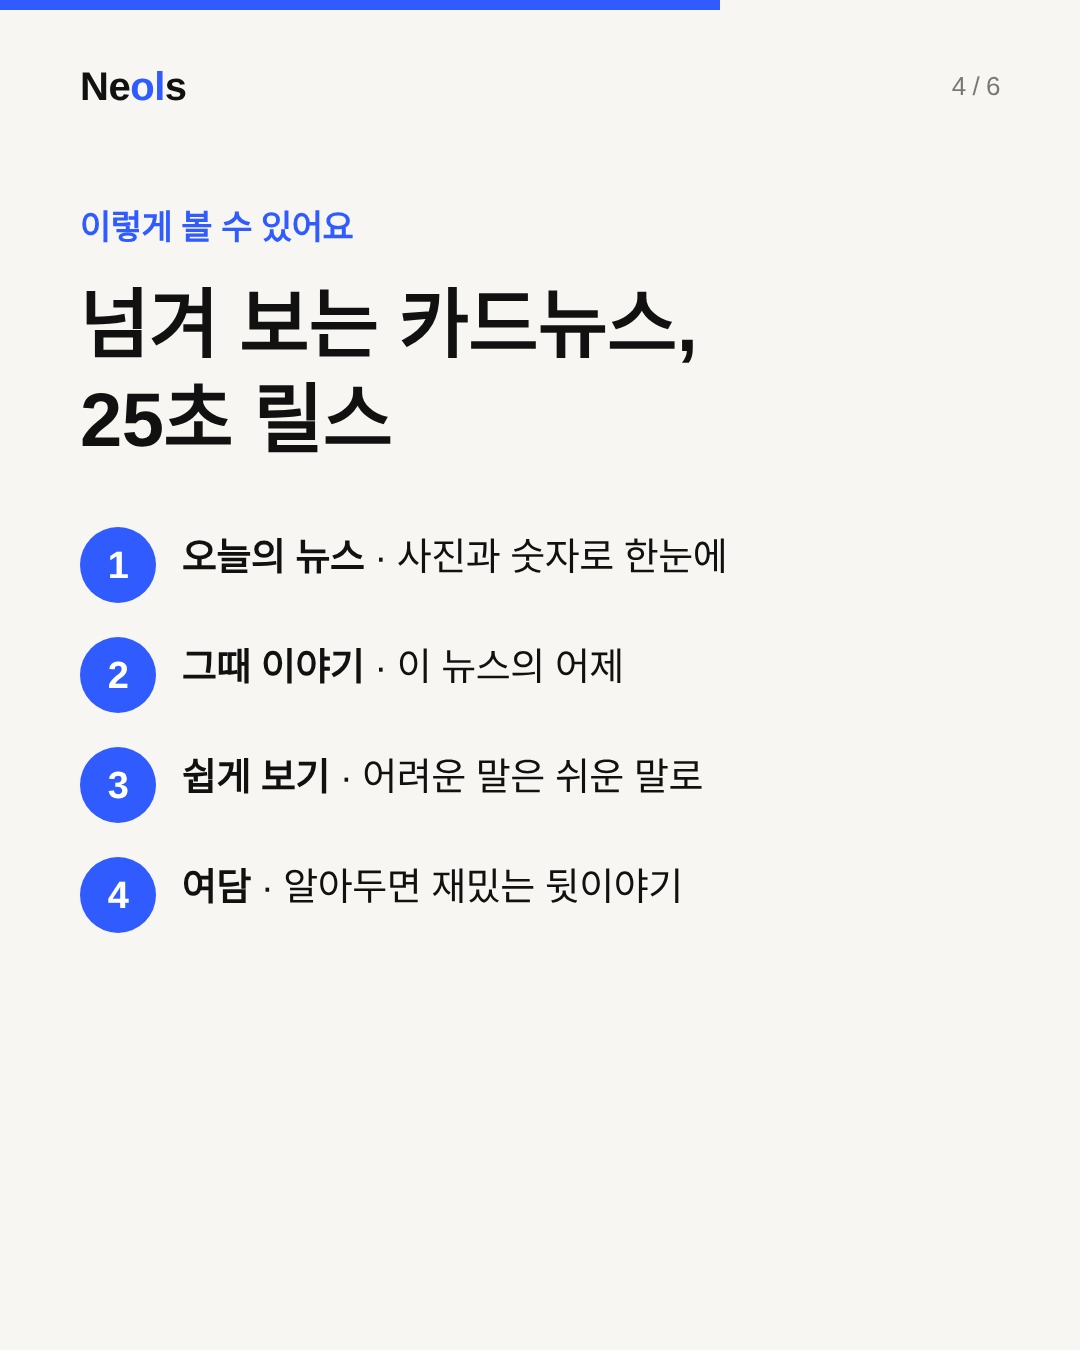 Neols
4 / 6
이렇게 볼 수 있어요
넘겨 보는 카드뉴스,
25초 릴스
1 오늘의 뉴스 · 사진과 숫자로 한눈에
2 그때 이야기 · 이 뉴스의 어제
3 쉽게 보기 · 어려운 말은 쉬운 말로
4 여담 · 알아두면 재밌는 뒷이야기